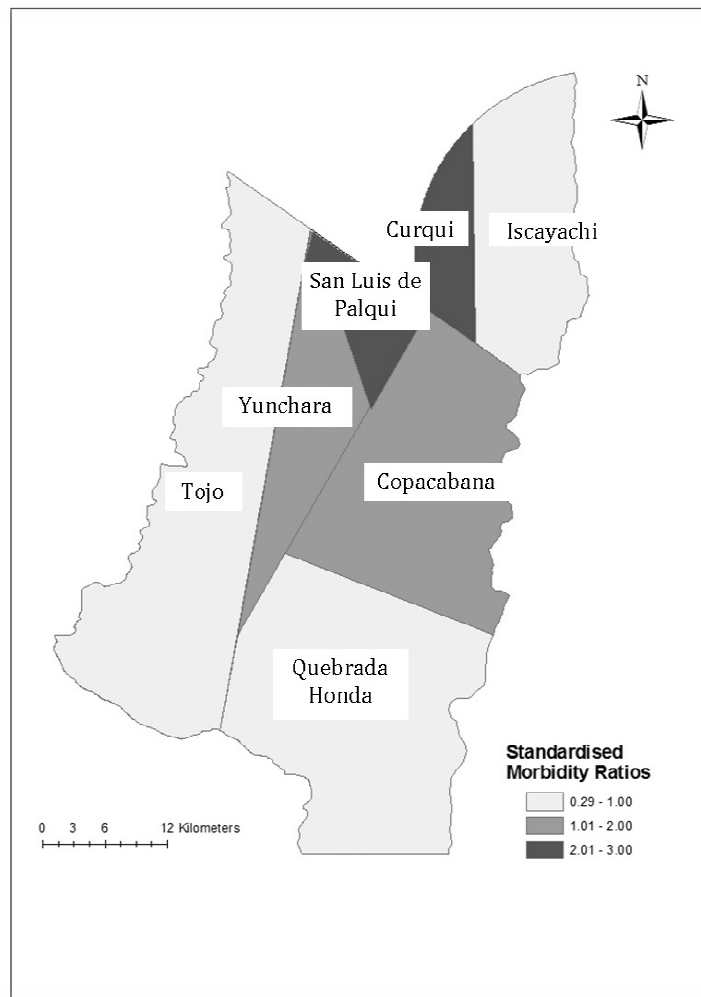 N
Curqui
Iscayachi
San Luis de
Palqui
Yunchara
Copacabana
Tojo
Quebrada
Honda
Standardised
Morbidity Ratios
0.29 - 1.00
1.01 - 2.00
2.01 - 3.00
0 3 6 12 Kilometers